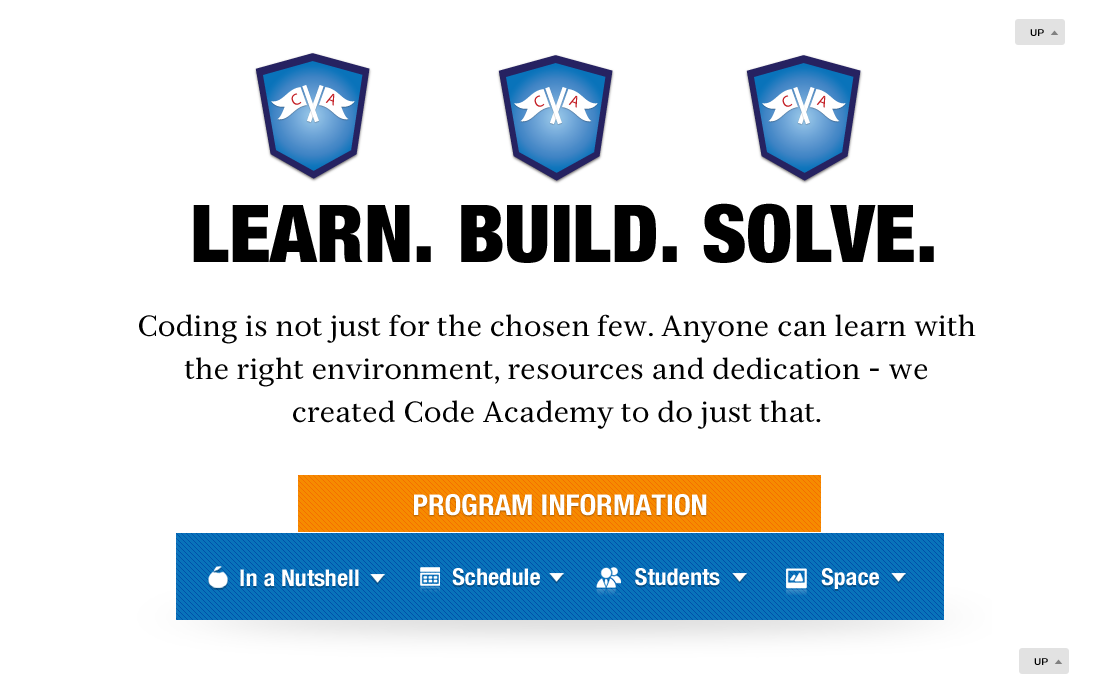 UP
C A C A C A
LEARN. BUILD. SOLVE.
Coding is not just for the chosen few. Anyone can learn with
the right environment, resources and dedication - we
created Code Academy to do just that.
PROGRAM INFORMATION
In a Nutshell Schedule Students Space
UP